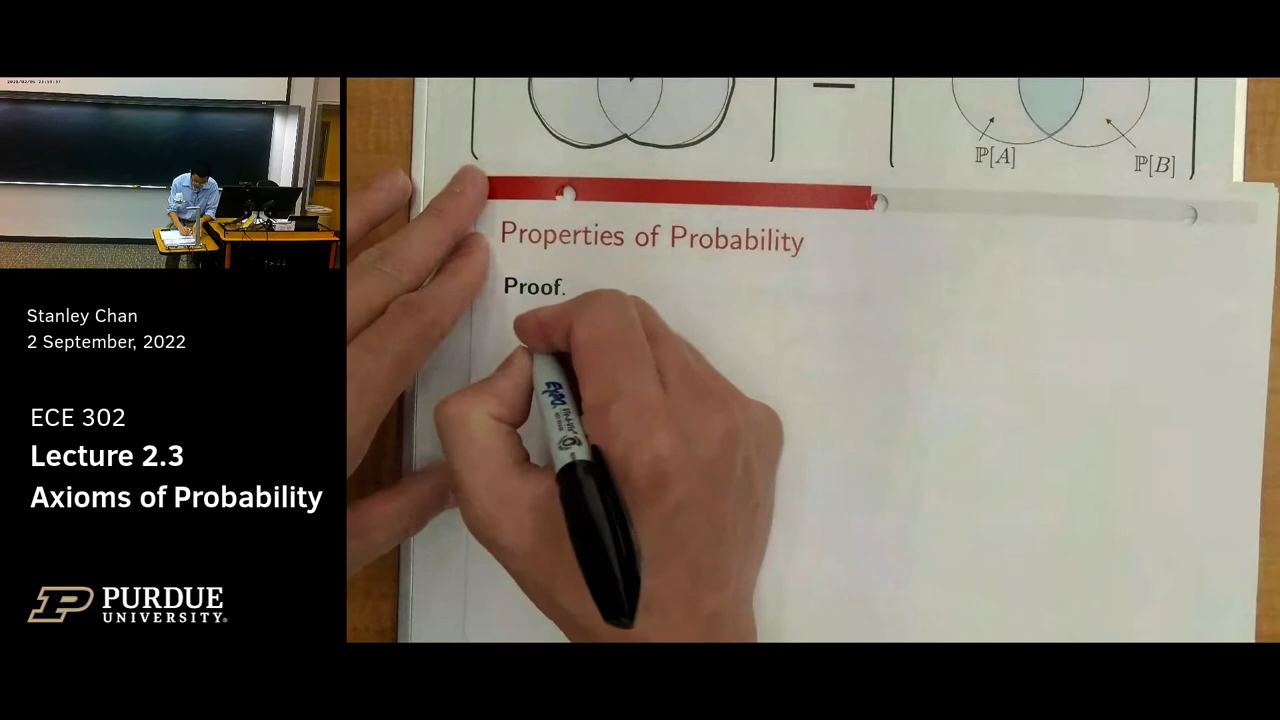 ℙ[A]
ℙ[B]
Properties of Probability
Proof.
EXPO
Stanley Chan
2 September, 2022
ECE 302
Lecture 2.3
Axioms of Probability
P PURDUE
UNIVERSITY®